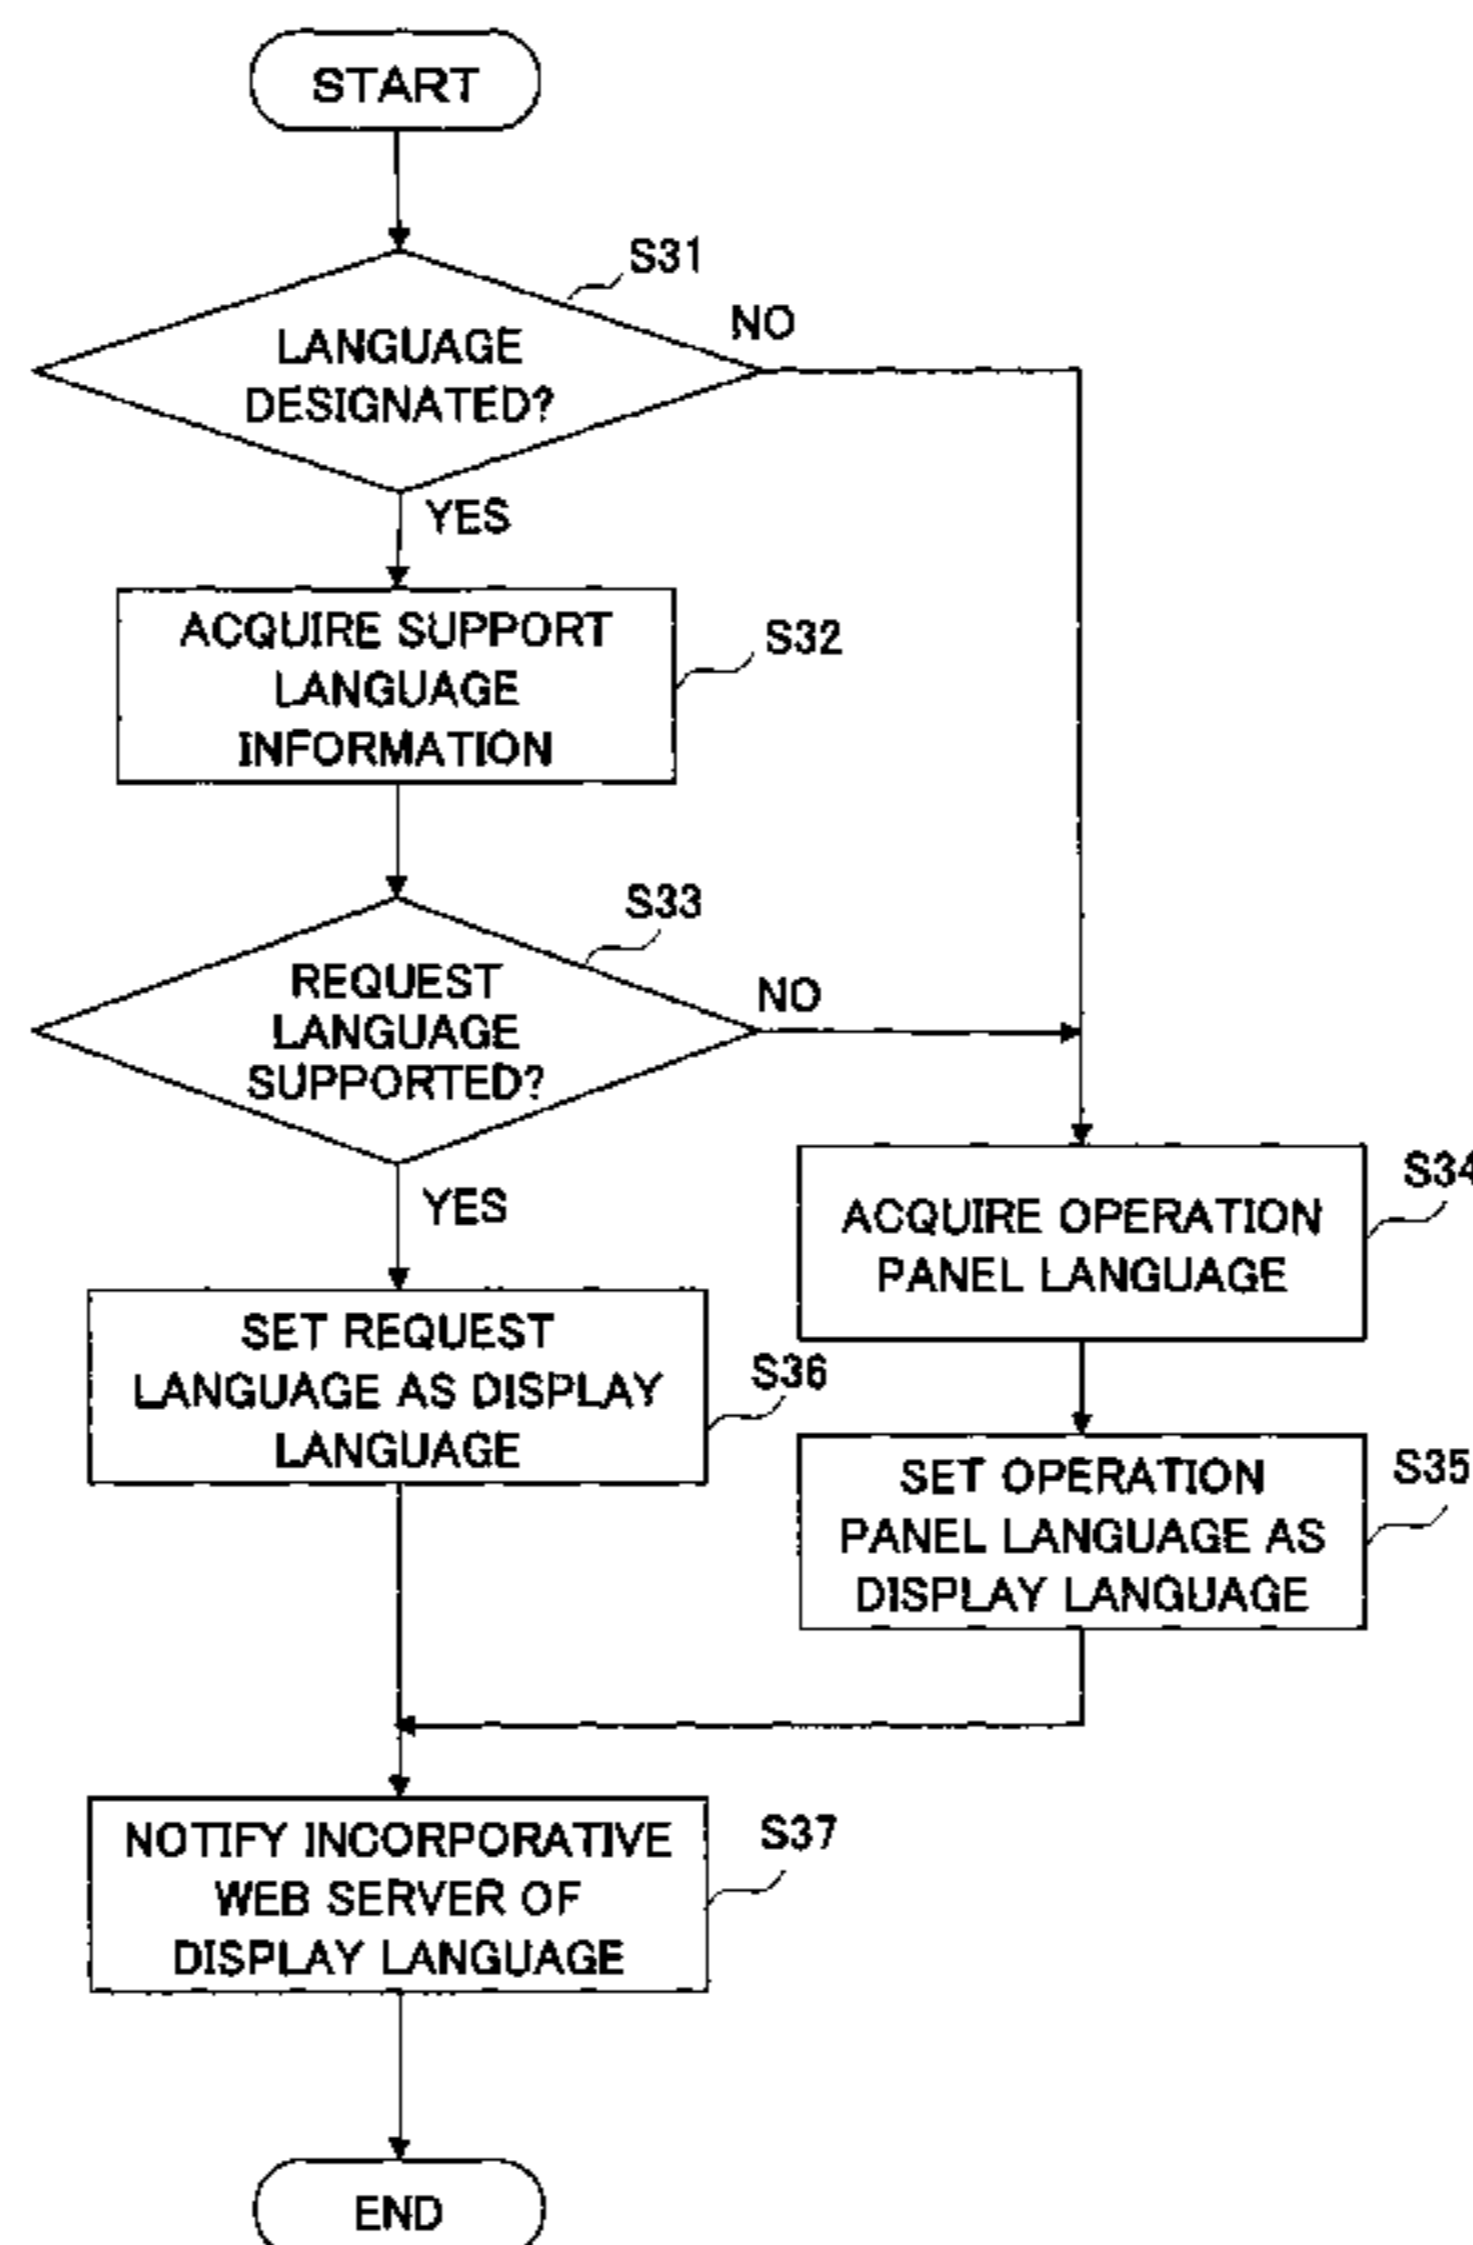 START
S31
LANGUAGE
DESIGNATED?
NO
YES
ACQUIRE SUPPORT
LANGUAGE
INFORMATION
S32
S33
REQUEST
LANGUAGE
SUPPORTED?
NO
YES
ACQUIRE OPERATION
PANEL LANGUAGE
S34
SET REQUEST
LANGUAGE AS DISPLAY
LANGUAGE
S36
SET OPERATION
PANEL LANGUAGE AS
DISPLAY LANGUAGE
S35
NOTIFY INCORPORATIVE
WEB SERVER OF
DISPLAY LANGUAGE
S37
END